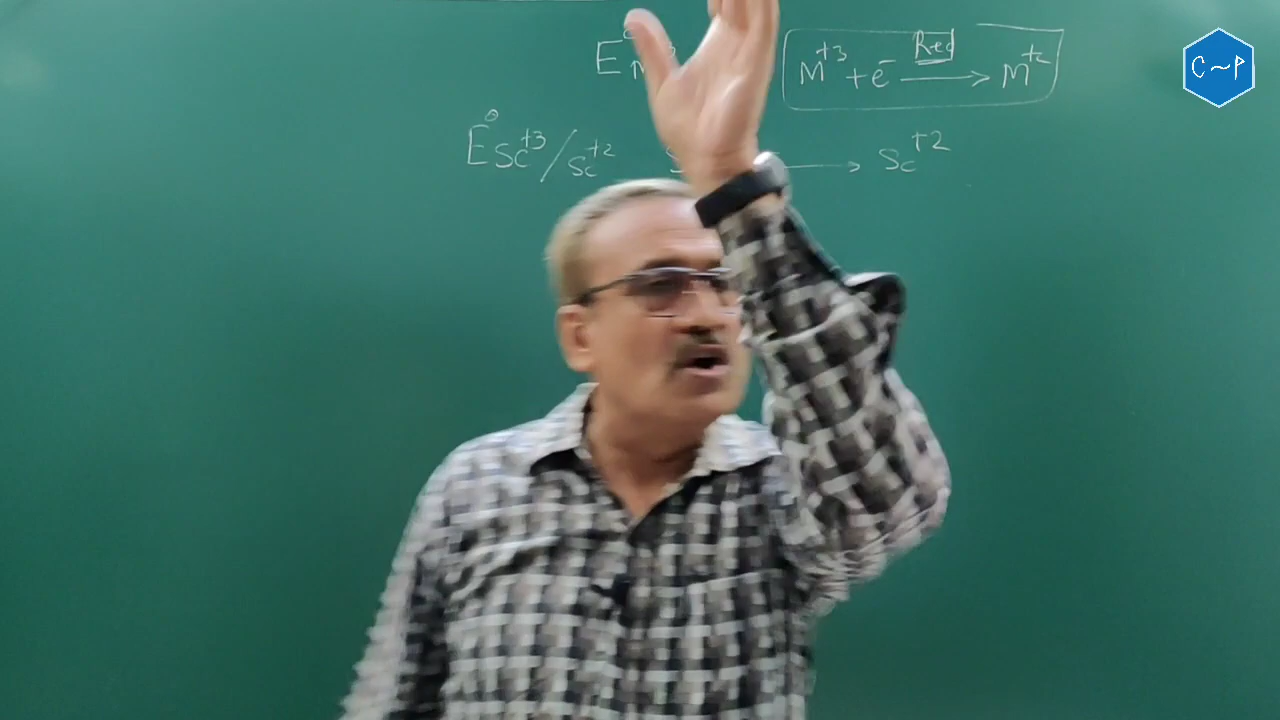 E° M⁺³ + e⁻ —Red→ M⁺²
E° Sc⁺³/Sc⁺² → Sc⁺²
C~P